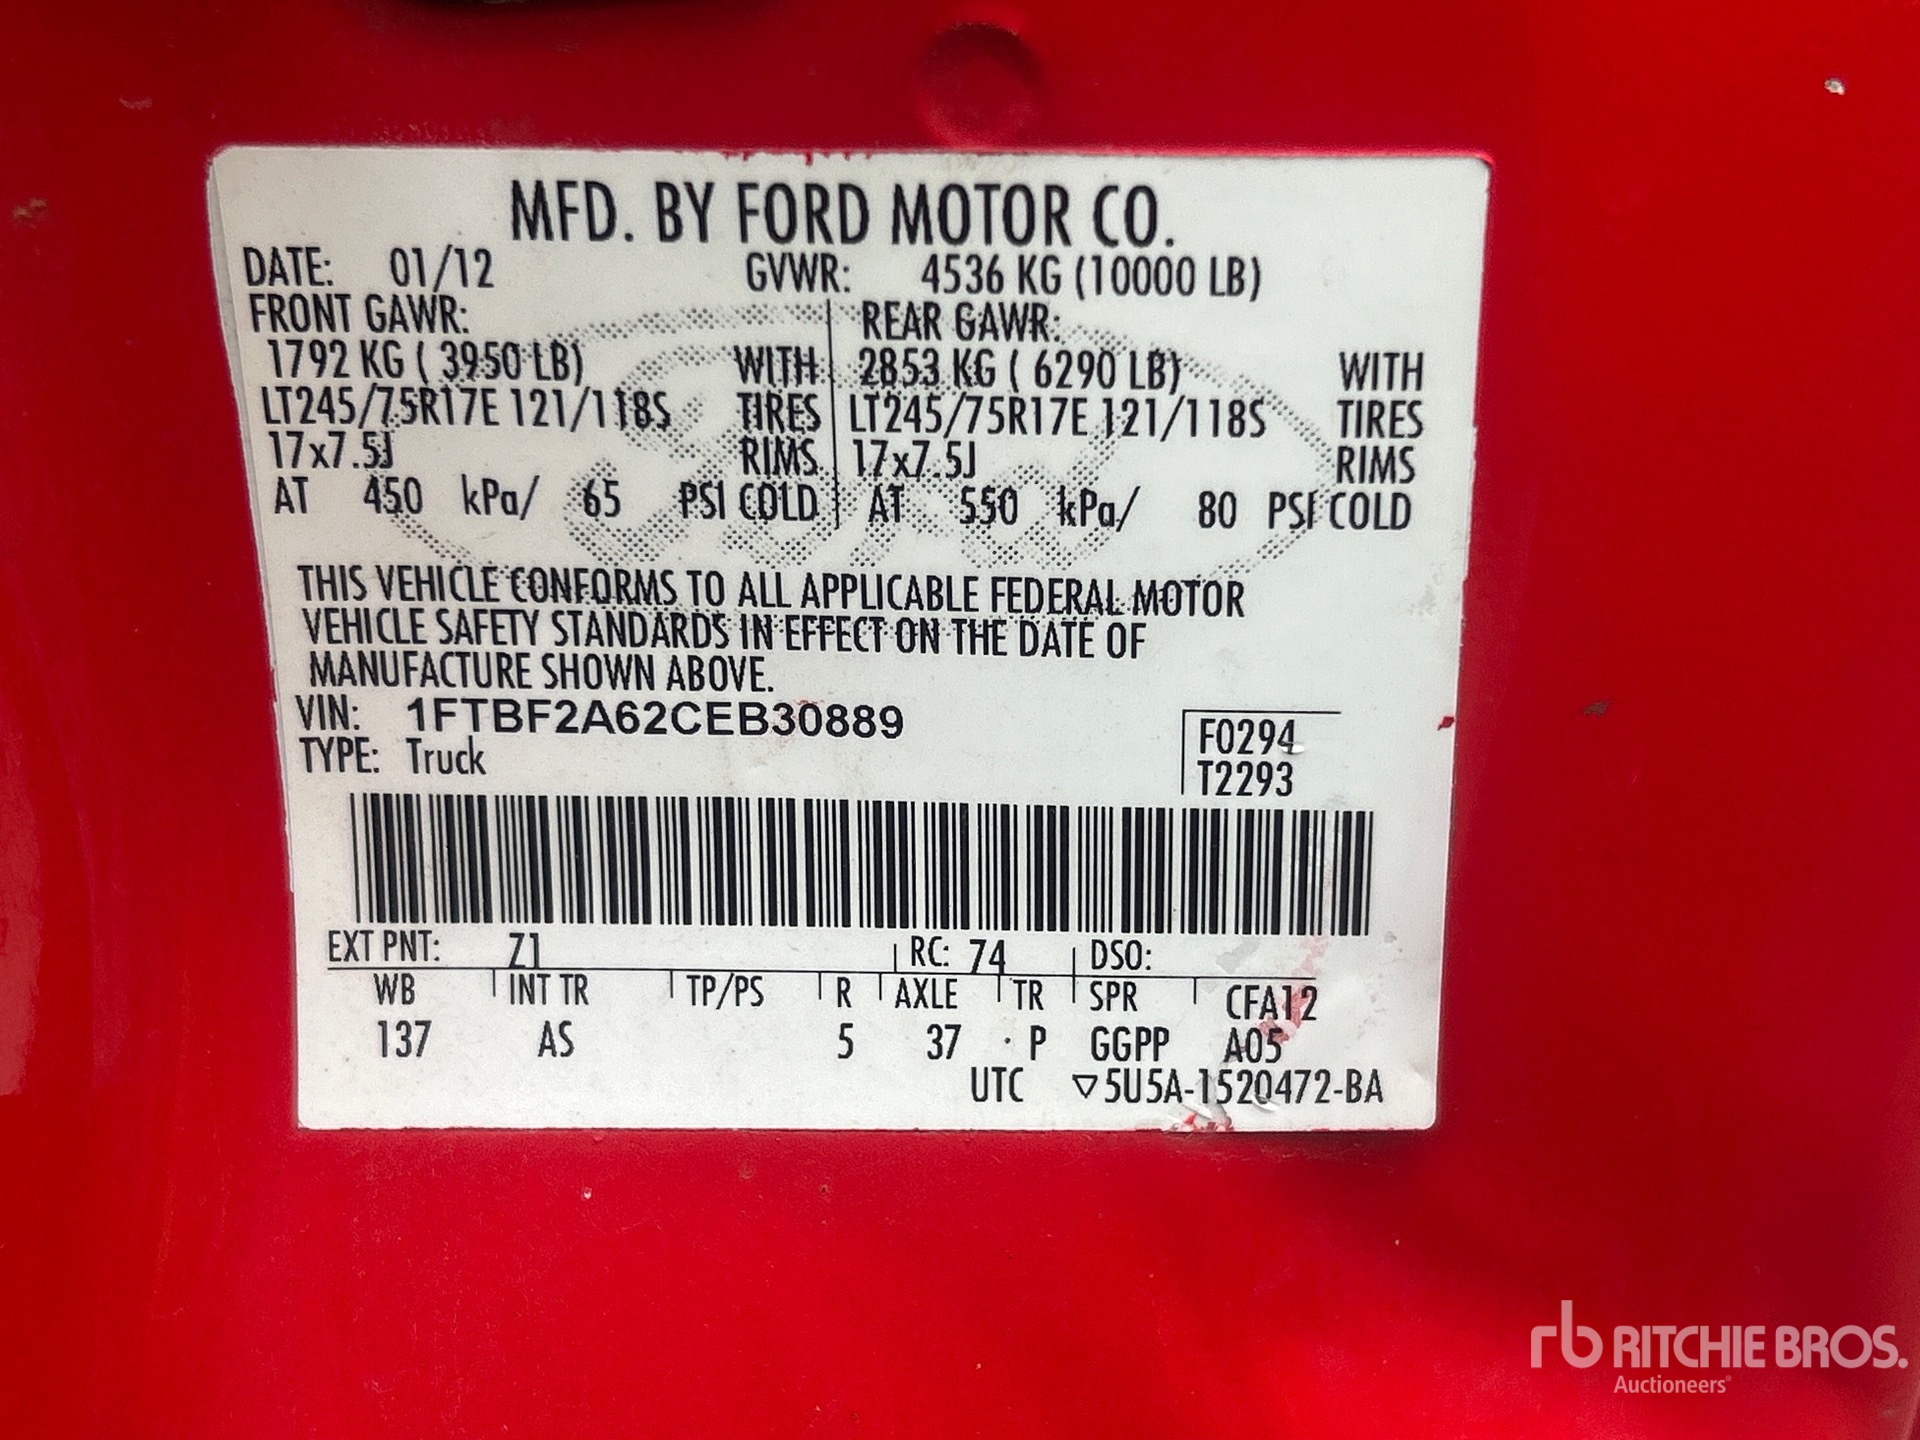 MFD. BY FORD MOTOR CO.
DATE: 01/12 GVWR: 4536 KG (10000 LB)
FRONT GAWR: REAR GAWR:
1792 KG ( 3950 LB) WITH 2853 KG ( 6290 LB) WITH
LT245/75R17E 121/118S TIRES LT245/75R17E 121/118S TIRES
17x7.5J RIMS 17x7.5J RIMS
AT 450 kPa/ 65 PSI COLD AT 550 kPa/ 80 PSI COLD
THIS VEHICLE CONFORMS TO ALL APPLICABLE FEDERAL MOTOR
VEHICLE SAFETY STANDARDS IN EFFECT ON THE DATE OF
MANUFACTURE SHOWN ABOVE.
VIN: 1FTBF2A62CEB30889
TYPE: Truck
F0294
T2293
EXT PNT: Z1 RC: 74 DSO:
WB INT TR TP/PS R AXLE TR SPR CFA12
137 AS 5 37 P GGPP A05
UTC ▽5U5A-1520472-BA
rb RITCHIE BROS.
Auctioneers